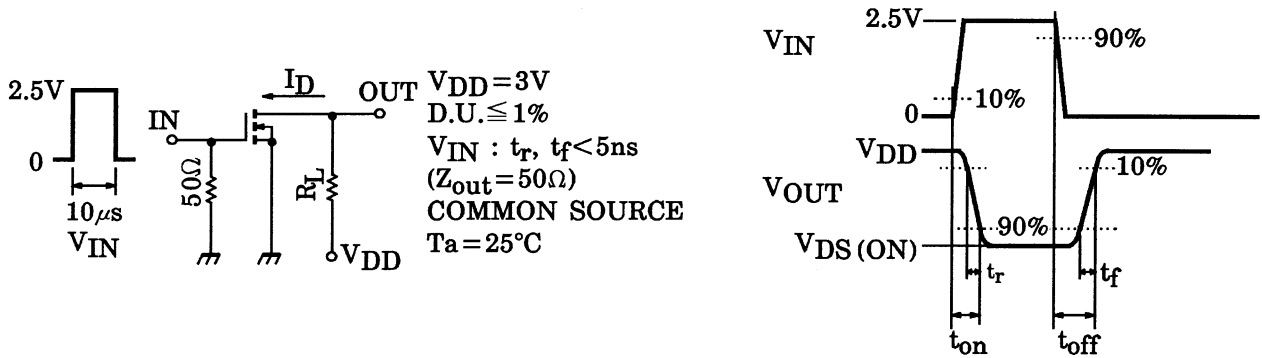 2.5V
0
10μs
VIN
IN
50Ω
ID
OUT
RL
VDD
VDD=3V
D.U.≦1%
VIN : tr, tf<5ns
(Zout=50Ω)
COMMON SOURCE
Ta=25°C
VIN
2.5V
0
10%
90%
VOUT
VDD
VDS (ON)
10%
90%
tr
tf
ton
toff